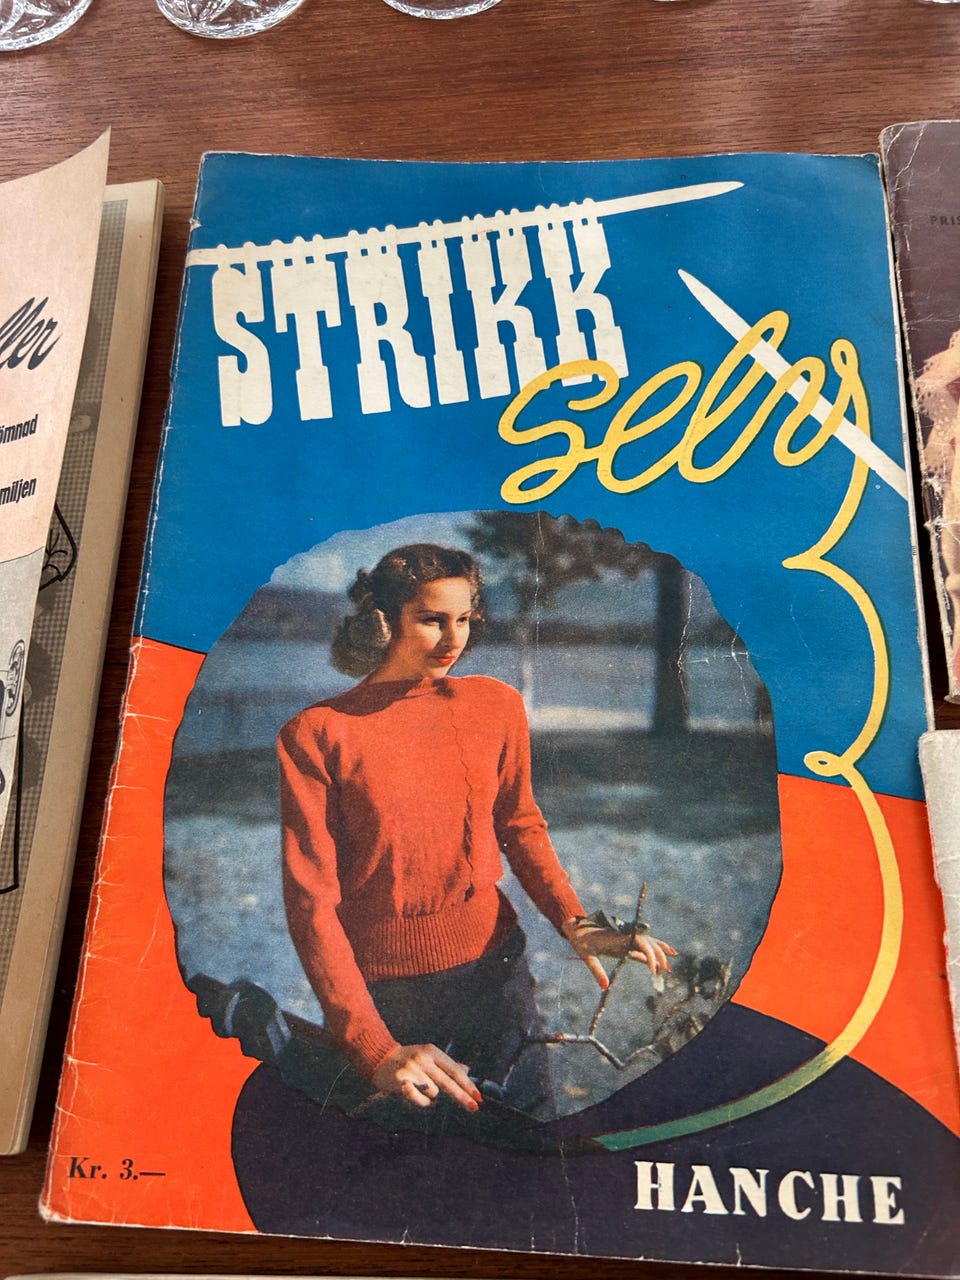 STRIKK
selv
Kr. 3.—
HANCHE
ller
ömnad
miljen
PRIS